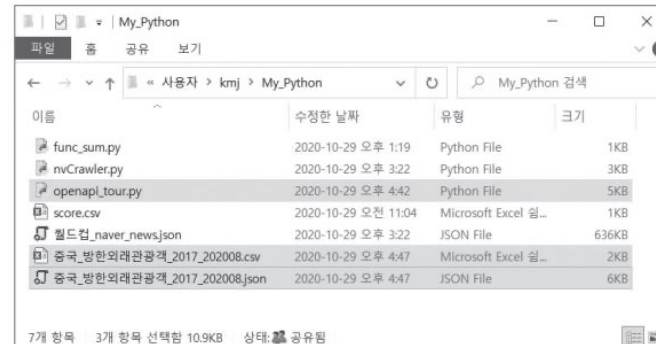 My_Python
파일 홈 공유 보기
« 사용자 > kmj > My_Python My_Python 검색
이름 수정한 날짜 유형 크기
func_sum.py 2020-10-29 오후 1:19 Python File 1KB
nvCrawler.py 2020-10-29 오후 3:22 Python File 3KB
openapi_tour.py 2020-10-29 오후 4:42 Python File 5KB
score.csv 2020-10-29 오전 11:04 Microsoft Excel 쉼... 1KB
월드컵_naver_news.json 2020-10-29 오후 3:22 JSON File 636KB
중국_방한외래관광객_2017_202008.csv 2020-10-29 오후 4:47 Microsoft Excel 쉼... 2KB
중국_방한외래관광객_2017_202008.json 2020-10-29 오후 4:47 JSON File 6KB
7개 항목 3개 항목 선택함 10.9KB 상태: 공유됨